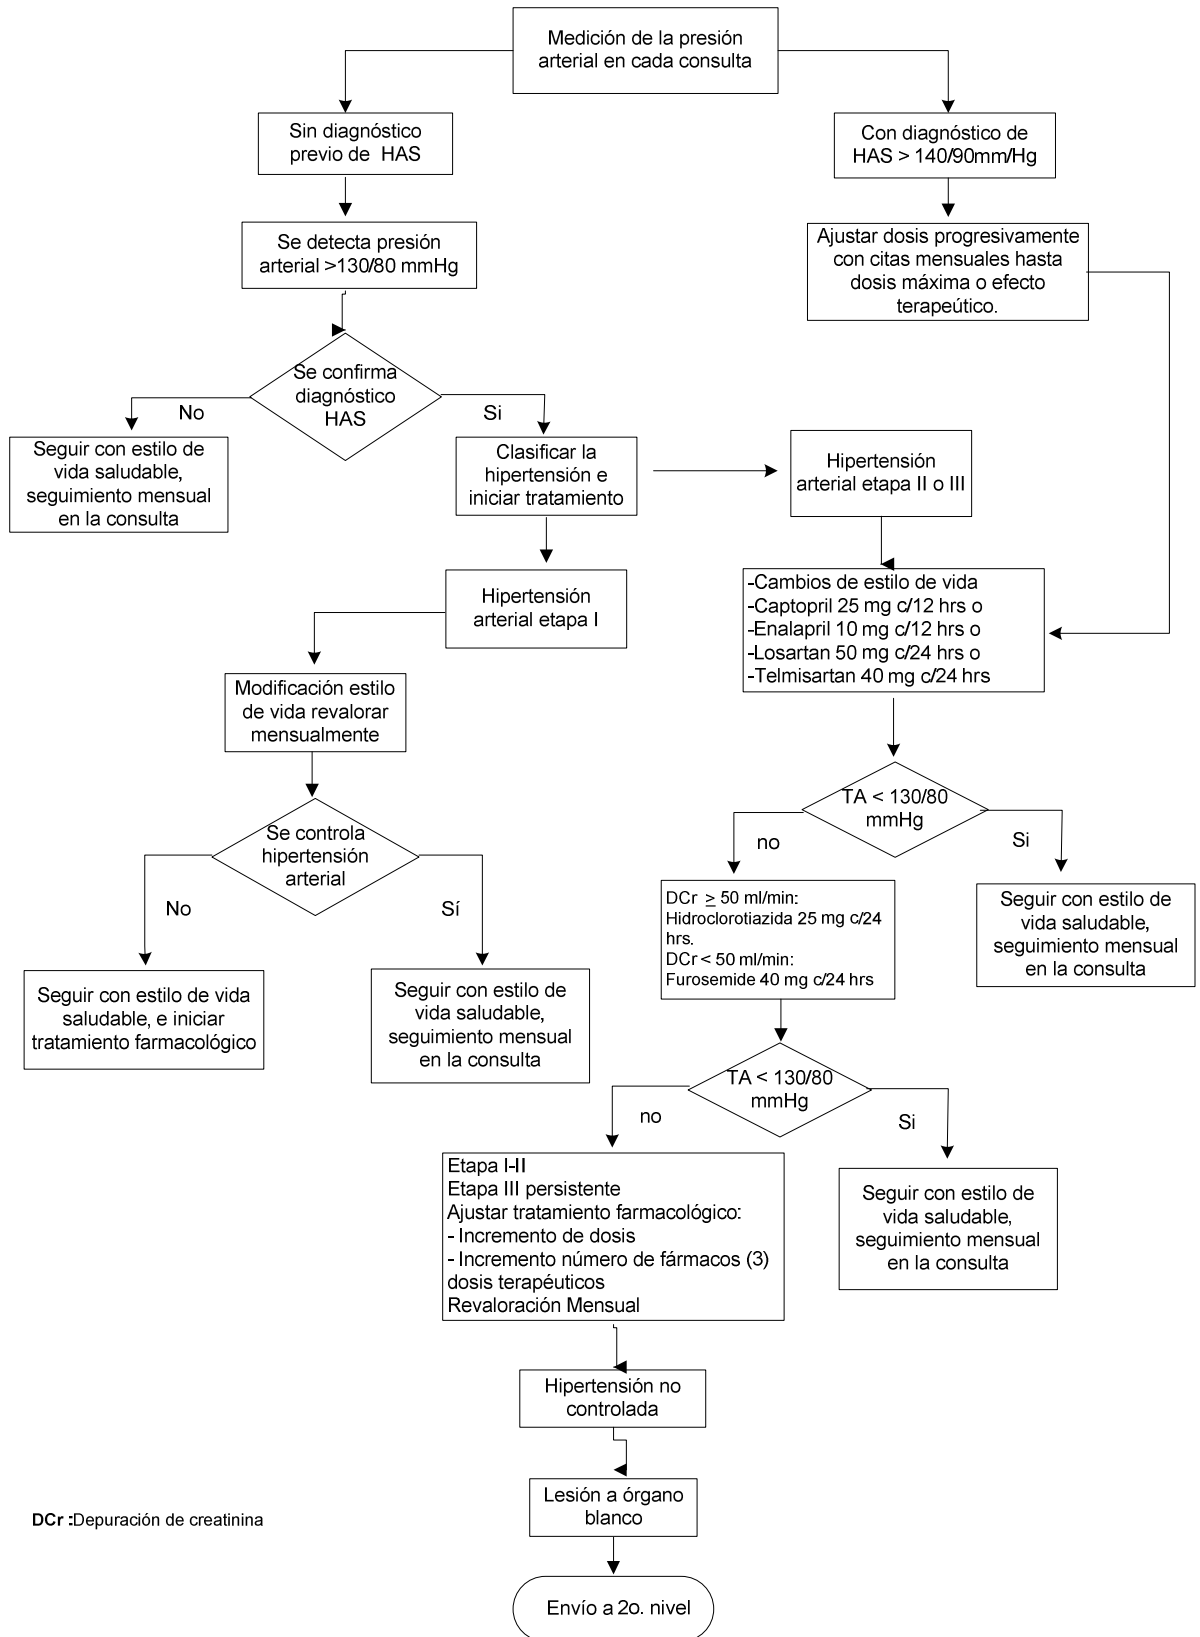 Medición de la presión
arterial en cada consulta
Sin diagnóstico
previo de HAS
Con diagnóstico de
HAS > 140/90mm/Hg
Se detecta presión
arterial >130/80 mmHg
Ajustar dosis progresivamente
con citas mensuales hasta
dosis máxima o efecto
terapeútico.
Se confirma
diagnóstico
HAS
No
Si
Seguir con estilo de
vida saludable,
seguimiento mensual
en la consulta
Clasificar la
hipertensión e
iniciar tratamiento
Hipertensión
arterial etapa II o III
Hipertensión
arterial etapa I
-Cambios de estilo de vida
-Captopril 25 mg c/12 hrs o
-Enalapril 10 mg c/12 hrs o
-Losartan 50 mg c/24 hrs o
-Telmisartan 40 mg c/24 hrs
Modificación estilo
de vida revalorar
mensualmente
TA < 130/80
mmHg
no
Si
Se controla
hipertensión
arterial
No
Sí
DCr ≥ 50 ml/min:
Hidroclorotiazida 25 mg c/24
hrs.
DCr < 50 ml/min:
Furosemide 40 mg c/24 hrs
Seguir con estilo de
vida saludable,
seguimiento mensual
en la consulta
Seguir con estilo de vida
saludable, e iniciar
tratamiento farmacológico
Seguir con estilo de
vida saludable,
seguimiento mensual
en la consulta
TA < 130/80
mmHg
no
Si
Etapa I-II
Etapa III persistente
Ajustar tratamiento farmacológico:
- Incremento de dosis
- Incremento número de fármacos (3)
dosis terapéuticos
Revaloración Mensual
Seguir con estilo de
vida saludable,
seguimiento mensual
en la consulta
Hipertensión no
controlada
Lesión a órgano
blanco
DCr :Depuración de creatinina
Envío a 2o. nivel